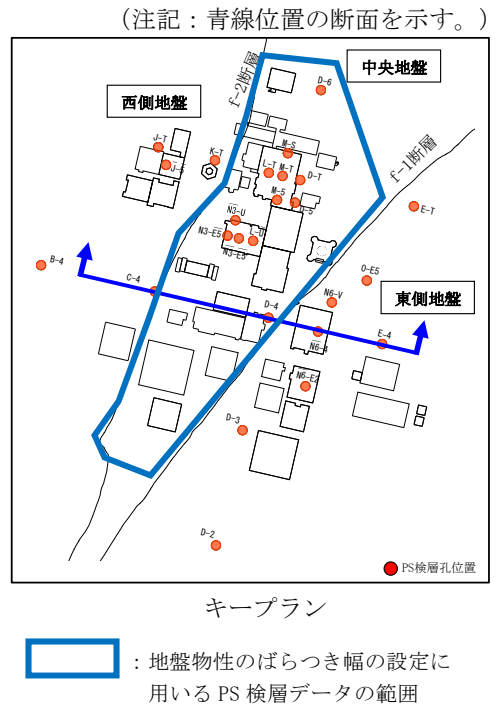 （注記：青線位置の断面を示す。）
中央地盤
西側地盤
f-2断層
D-6
f-1断層
M-S
J-T
K-T
J-5
L-T
M-T
D-T
M-5
D-5
E-T
N3-U
N3-E5
L-U
N3-E5
B-4
C-4
O-E5
N6-V
東側地盤
D-4
N6-4
E-4
N6-E2
D-3
D-2
PS検層孔位置
キープラン
：地盤物性のばらつき幅の設定に
用いる PS 検層データの範囲